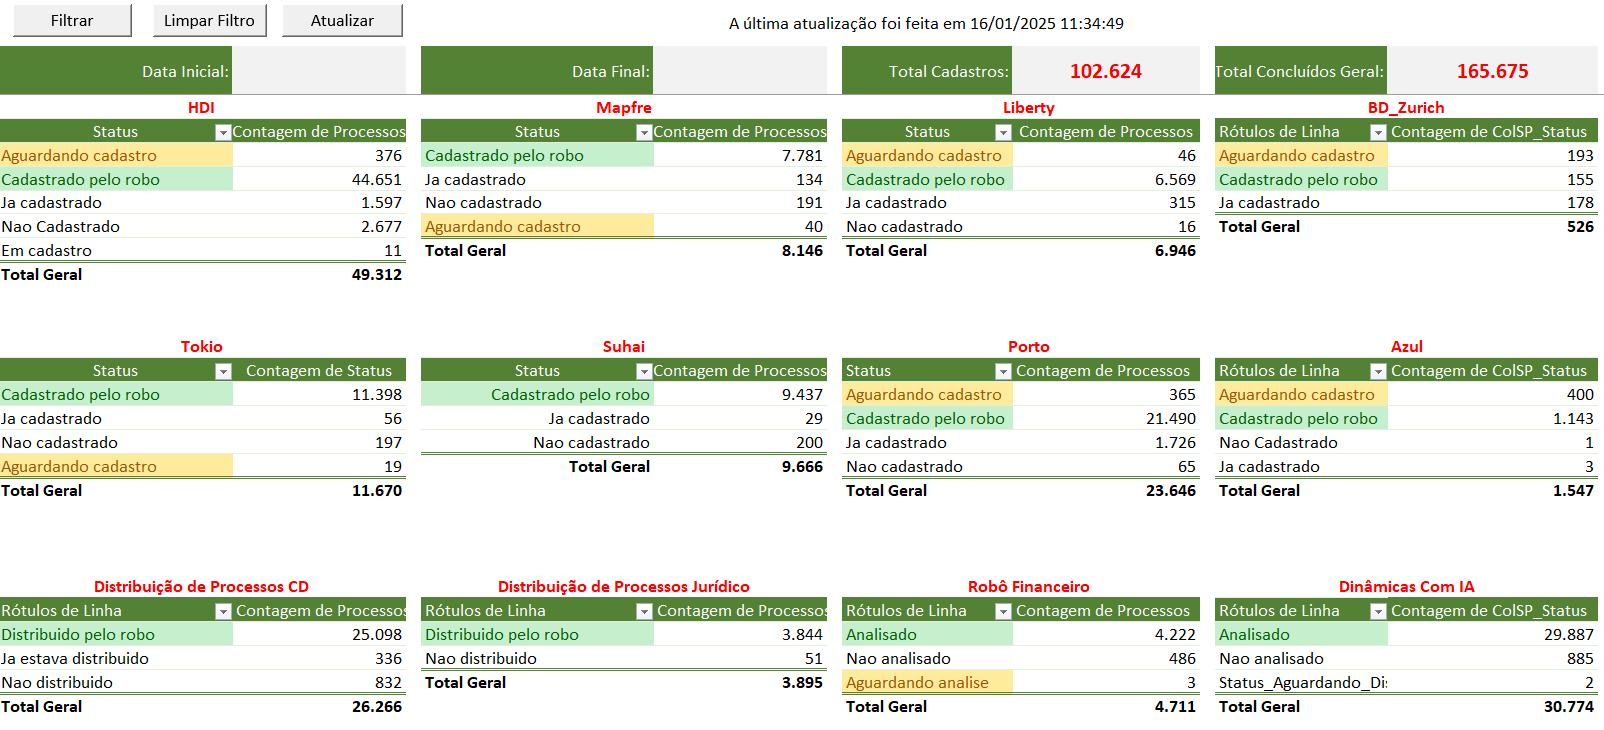 Filtrar Limpar Filtro Atualizar A última atualização foi feita em 16/01/2025 11:34:49
Data Inicial: Data Final: Total Cadastros: 102.624 Total Concluídos Geral: 165.675
HDI
Status Contagem de Processos
Aguardando cadastro 376
Cadastrado pelo robo 44.651
Ja cadastrado 1.597
Nao Cadastrado 2.677
Em cadastro 11
Total Geral 49.312
Mapfre
Status Contagem de Processos
Cadastrado pelo robo 7.781
Ja cadastrado 134
Nao cadastrado 191
Aguardando cadastro 40
Total Geral 8.146
Liberty
Status Contagem de Processos
Aguardando cadastro 46
Cadastrado pelo robo 6.569
Ja cadastrado 315
Nao cadastrado 16
Total Geral 6.946
BD_Zurich
Rótulos de Linha Contagem de ColSP_Status
Aguardando cadastro 193
Cadastrado pelo robo 155
Ja cadastrado 178
Total Geral 526
Tokio
Status Contagem de Status
Cadastrado pelo robo 11.398
Ja cadastrado 56
Nao cadastrado 197
Aguardando cadastro 19
Total Geral 11.670
Suhai
Status Contagem de Processos
Cadastrado pelo robo 9.437
Ja cadastrado 29
Nao cadastrado 200
Total Geral 9.666
Porto
Status Contagem de Processos
Aguardando cadastro 365
Cadastrado pelo robo 21.490
Ja cadastrado 1.726
Nao cadastrado 65
Total Geral 23.646
Azul
Rótulos de Linha Contagem de ColSP_Status
Aguardando cadastro 400
Cadastrado pelo robo 1.143
Nao Cadastrado 1
Ja cadastrado 3
Total Geral 1.547
Distribuição de Processos CD
Rótulos de Linha Contagem de Processos
Distribuido pelo robo 25.098
Ja estava distribuido 336
Nao distribuido 832
Total Geral 26.266
Distribuição de Processos Jurídico
Rótulos de Linha Contagem de Processos
Distribuido pelo robo 3.844
Nao distribuido 51
Total Geral 3.895
Robô Financeiro
Rótulos de Linha Contagem de Processos
Analisado 4.222
Nao analisado 486
Aguardando analise 3
Total Geral 4.711
Dinâmicas Com IA
Rótulos de Linha Contagem de ColSP_Status
Analisado 29.887
Nao analisado 885
Status_Aguardando_Di 2
Total Geral 30.774